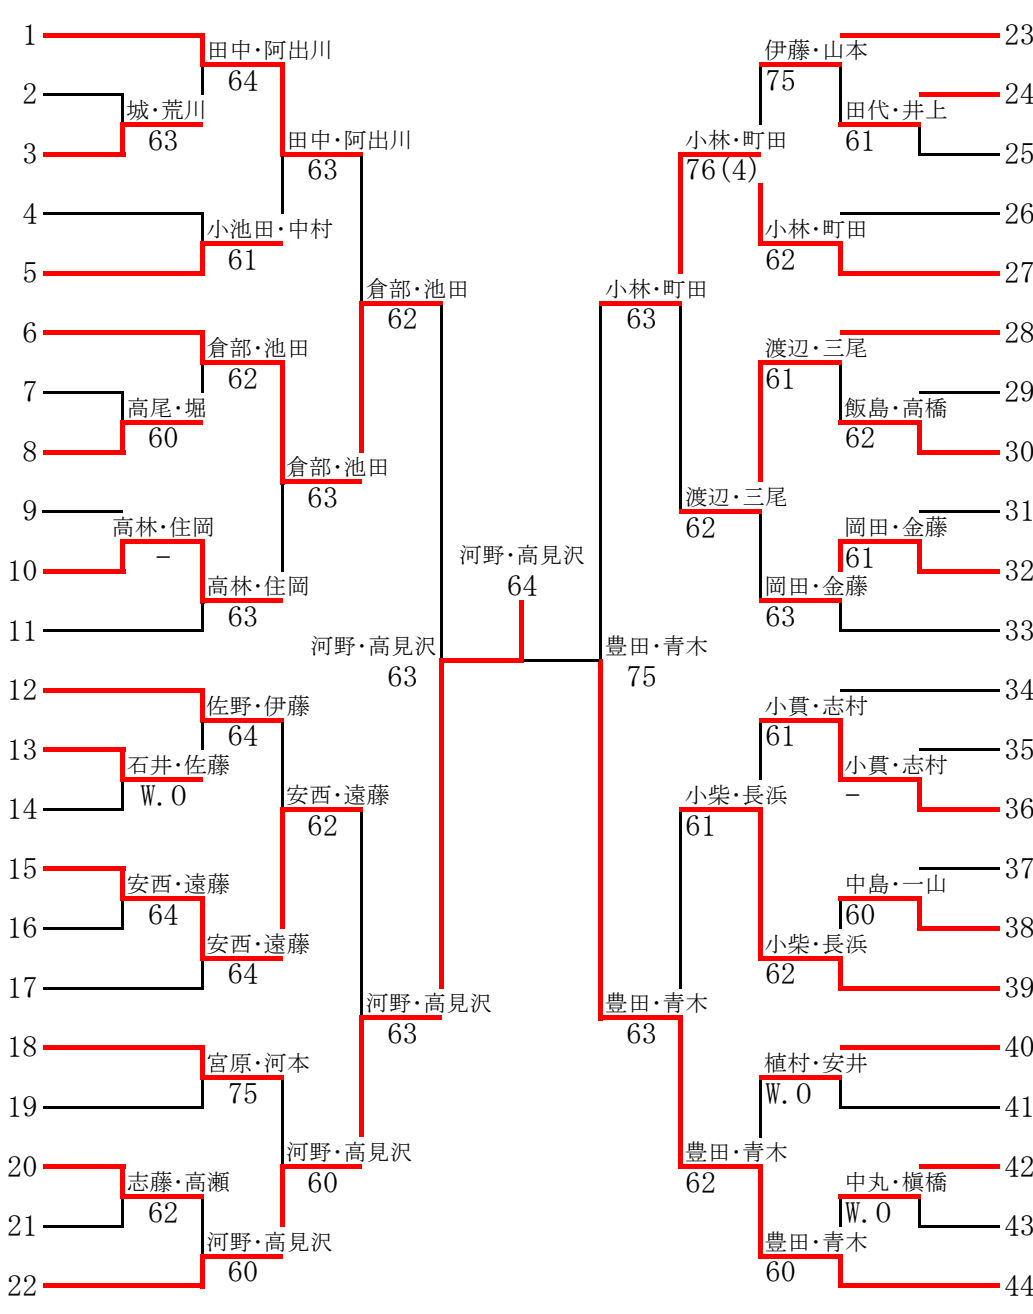 1
田中・阿出川
64
2
城・荒川
63
3
田中・阿出川
63
4
小池田・中村
61
5
倉部・池田
62
6
倉部・池田
62
7
高尾・堀
60
8
倉部・池田
63
9
高林・住岡
-
10
高林・住岡
63
11
河野・高見沢
63
12
佐野・伊藤
64
13
石井・佐藤
W.O
14
安西・遠藤
62
15
安西・遠藤
64
16
安西・遠藤
64
17
河野・高見沢
63
18
宮原・河本
75
19
河野・高見沢
60
20
志藤・高瀬
62
21
河野・高見沢
60
22
河野・高見沢
64
23
伊藤・山本
75
24
田代・井上
61
25
小林・町田
76(4)
26
小林・町田
62
27
小林・町田
63
28
渡辺・三尾
61
29
飯島・高橋
62
30
渡辺・三尾
62
31
岡田・金藤
61
32
岡田・金藤
63
33
豊田・青木
75
34
小貫・志村
61
35
小貫・志村
-
36
小柴・長浜
61
37
中島・一山
60
38
小柴・長浜
62
39
豊田・青木
63
40
植村・安井
W.O
41
豊田・青木
62
42
中丸・槇橋
W.O
43
豊田・青木
60
44